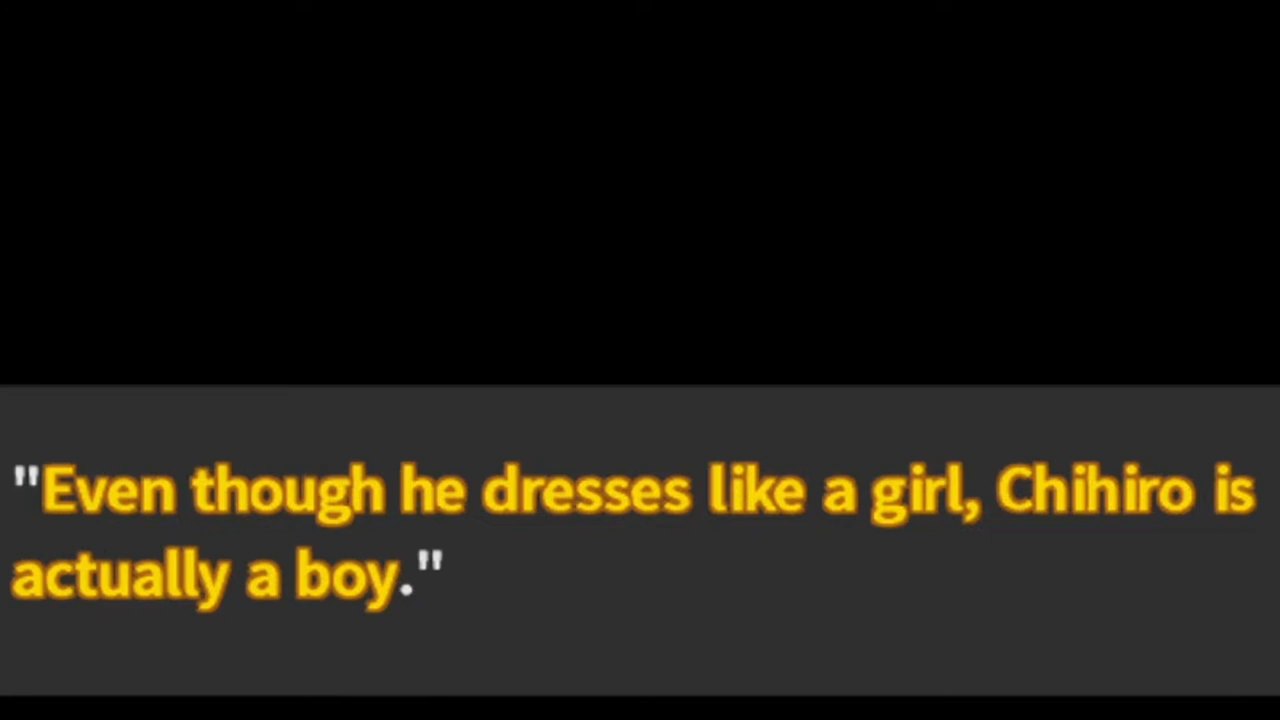 "Even though he dresses like a girl, Chihiro is
actually a boy."